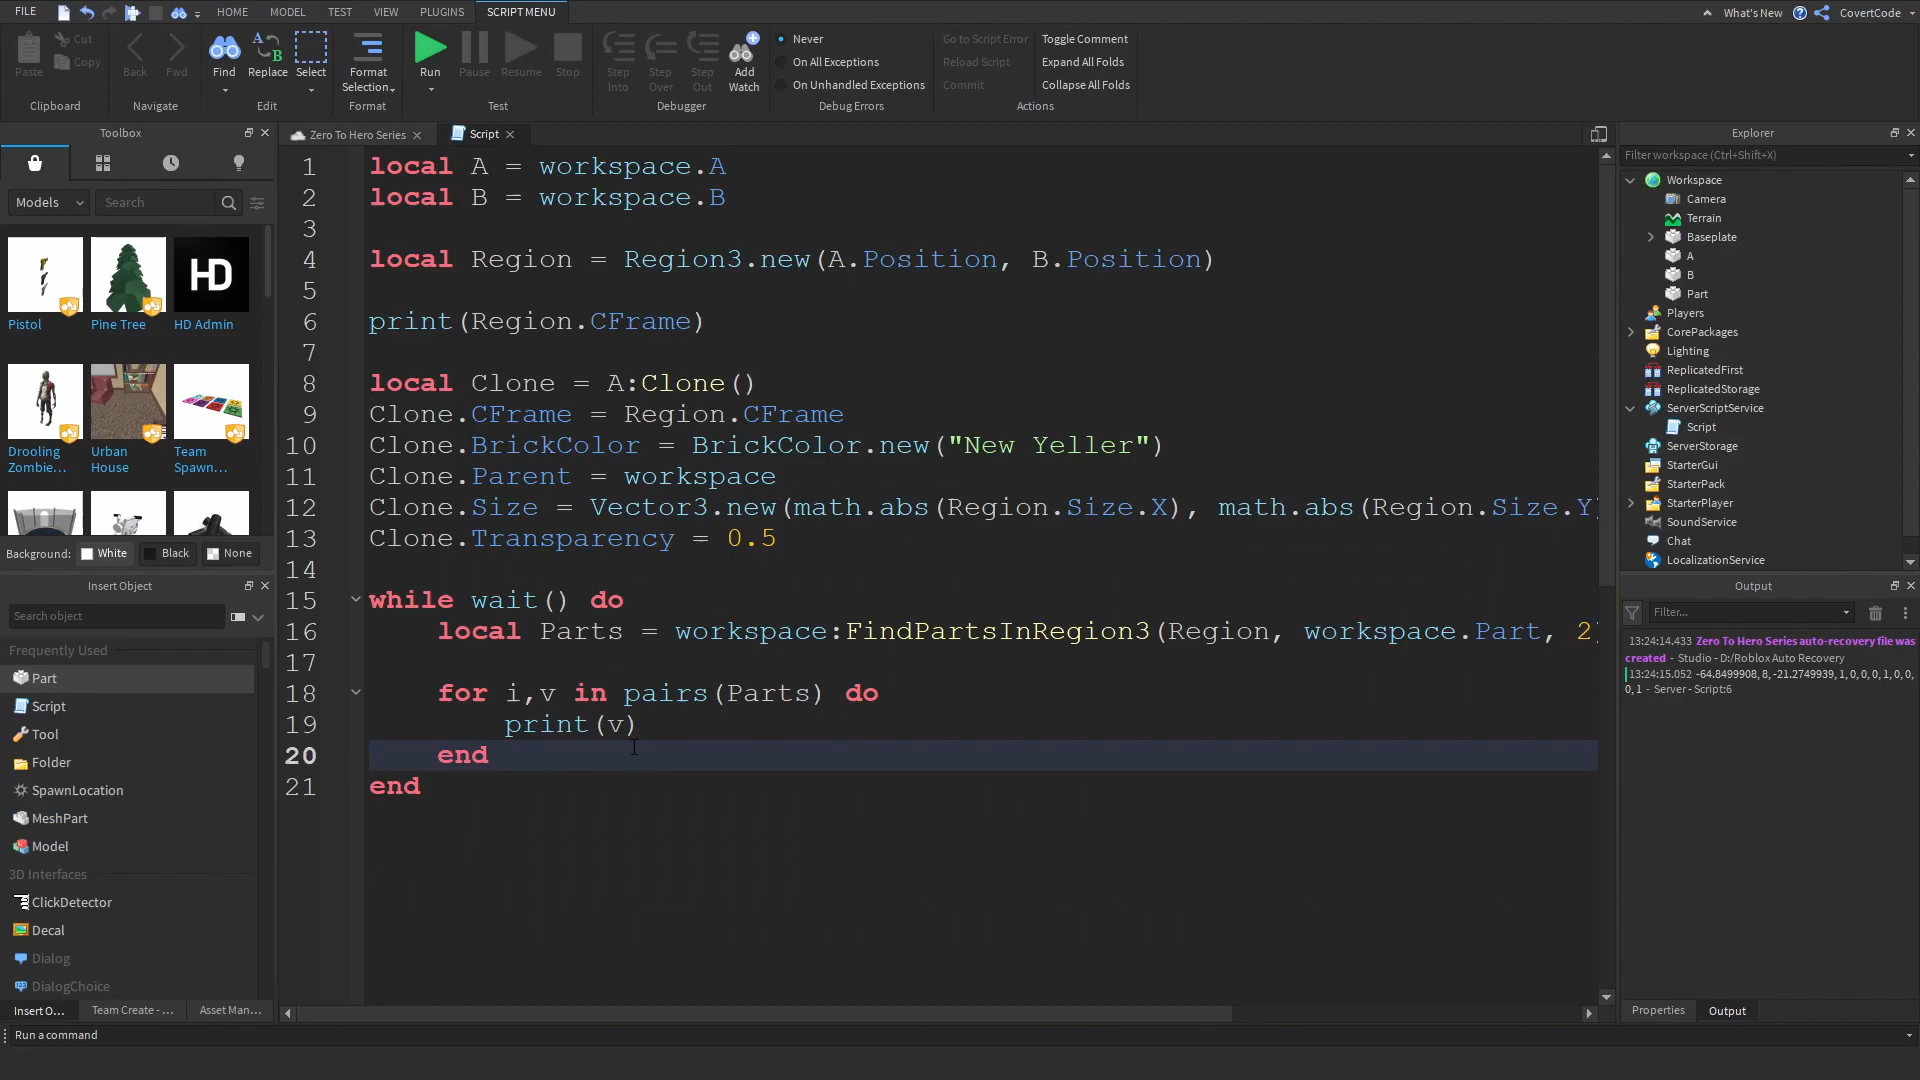 FILE HOME MODEL TEST VIEW PLUGINS SCRIPT MENU What's New CovertCode
Paste Cut Copy Back Fwd Find Replace Select Format Selection Run Pause Resume Stop Step Into Step Over Step Out Add Watch
Never
On All Exceptions
On Unhandled Exceptions
Go to Script Error
Reload Script
Commit
Toggle Comment
Expand All Folds
Collapse All Folds
Clipboard Navigate Edit Format Test Debugger Debug Errors Actions
Toolbox
Models Search
Pistol Pine Tree HD HD Admin
Drooling Zombie... Urban House Team Spawn...
Background: White Black None
Insert Object
Search object
Frequently Used
Part
Script
Tool
Folder
SpawnLocation
MeshPart
Model
3D Interfaces
ClickDetector
Decal
Dialog
DialogChoice
Insert O... Team Create - ... Asset Man...
Run a command
Zero To Hero Series Script
1 local A = workspace.A
2 local B = workspace.B
3
4 local Region = Region3.new(A.Position, B.Position)
5
6 print(Region.CFrame)
7
8 local Clone = A:Clone()
9 Clone.CFrame = Region.CFrame
10 Clone.BrickColor = BrickColor.new("New Yeller")
11 Clone.Parent = workspace
12 Clone.Size = Vector3.new(math.abs(Region.Size.X), math.abs(Region.Size.Y)
13 Clone.Transparency = 0.5
14
15 while wait() do
16 local Parts = workspace:FindPartsInRegion3(Region, workspace.Part, 2)
17
18 for i,v in pairs(Parts) do
19 print(v)
20 end
21 end
Explorer
Filter workspace (Ctrl+Shift+X)
Workspace
Camera
Terrain
Baseplate
A
B
Part
Players
CorePackages
Lighting
ReplicatedFirst
ReplicatedStorage
ServerScriptService
Script
ServerStorage
StarterGui
StarterPack
StarterPlayer
SoundService
Chat
LocalizationService
Output
Filter...
13:24:14.433 Zero To Hero Series auto-recovery file was
created - Studio - D:/Roblox Auto Recovery
13:24:15.052 -64.8499908, 8, -21.2749939, 1, 0, 0, 0, 1, 0, 0,
0, 1 - Server - Script:6
Properties Output